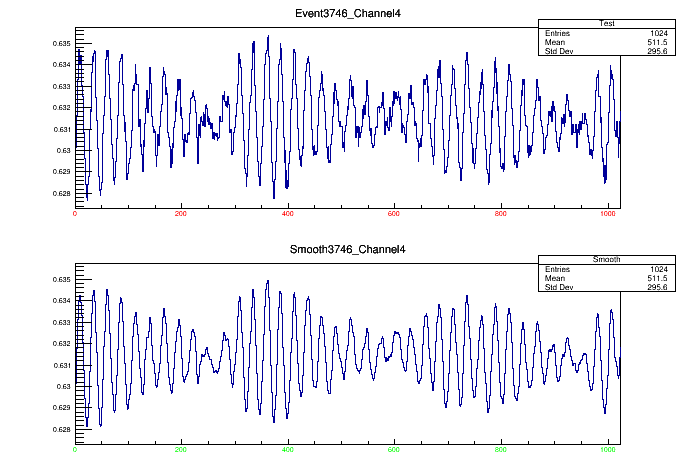 Event3746_Channel4
Test
Entries 1024
Mean 511.5
Std Dev 295.6
0.635
0.634
0.633
0.632
0.631
0.63
0.629
0.628
0 200 400 600 800 1000
Smooth3746_Channel4
Smooth
Entries 1024
Mean 511.5
Std Dev 295.6
0.635
0.634
0.633
0.632
0.631
0.63
0.629
0.628
0 200 400 600 800 1000